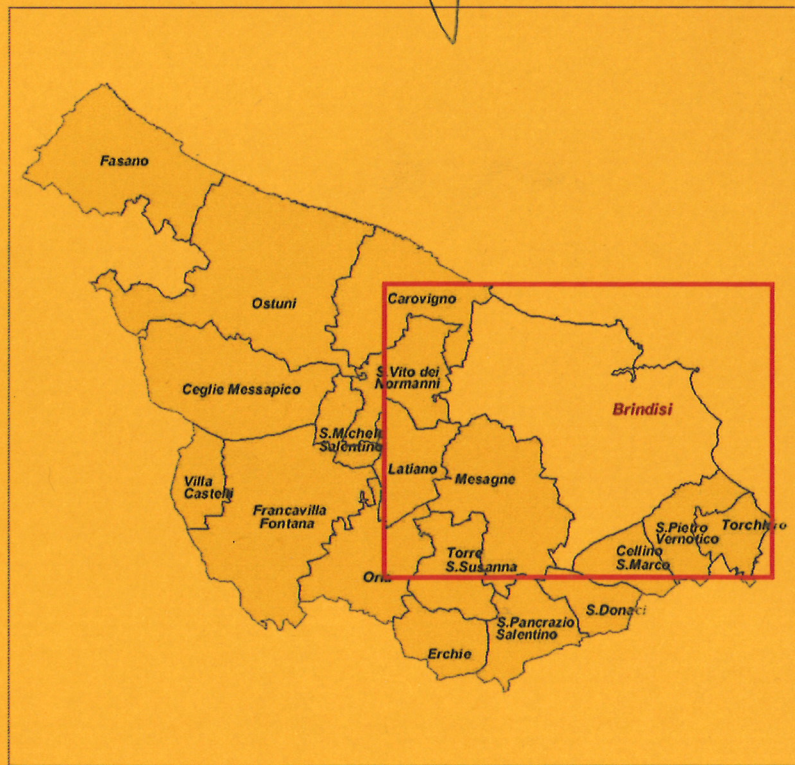 Fasano
Ostuni
Carovigno
S.Vito dei
Normanni
Ceglie Messapico
Brindisi
S.Michele
Salentino
Latiano
Mesagne
Villa
Castelli
Francavilla
Fontana
S.Pietro
Vernotico
Torchiarolo
Cellino
S.Marco
Torre
S.Susanna
Oria
S.Donaci
S.Pancrazio
Salentino
Erchie